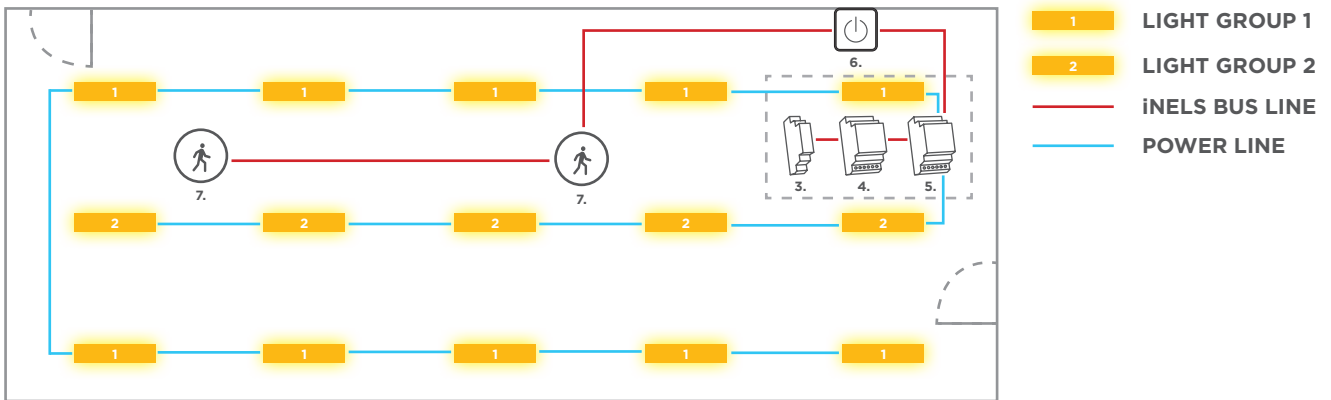 LIGHT GROUP 1
1
LIGHT GROUP 2
2
iNELS BUS LINE
POWER LINE
6.
1 1 1 1 1
7.
7.
3. 4. 5.
2 2 2 2 2
1 1 1 1 1